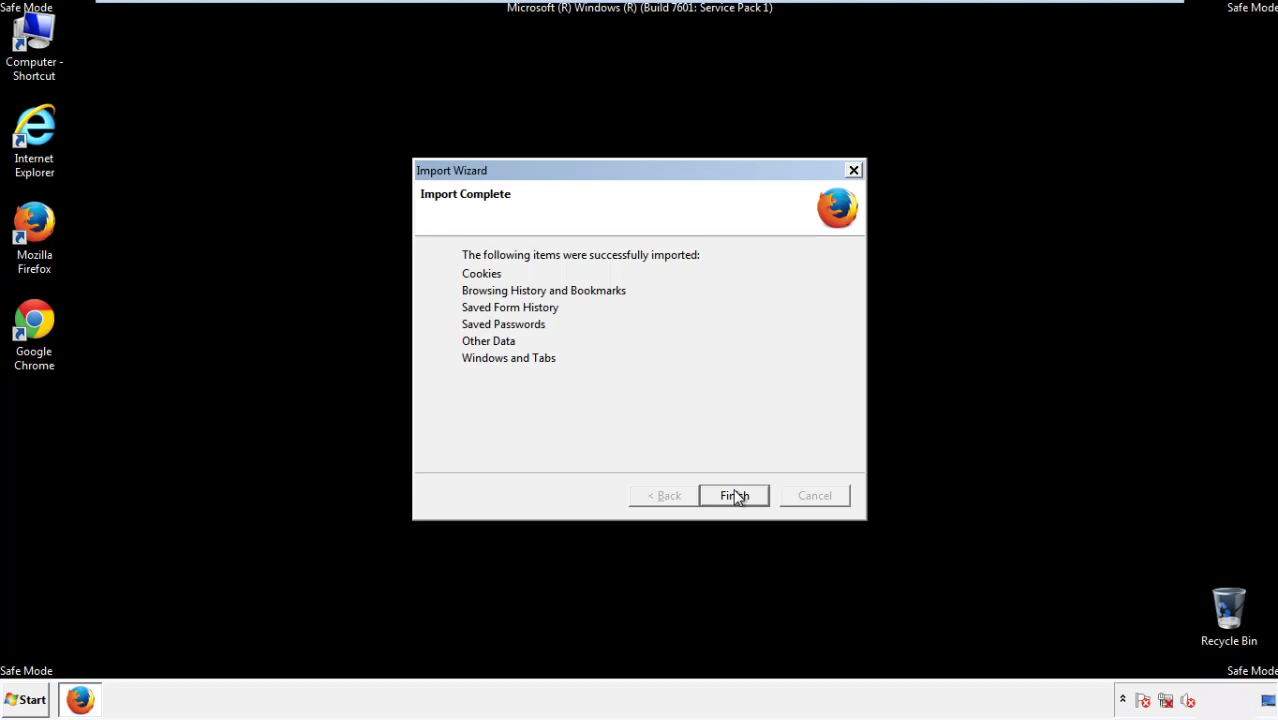 Safe Mode
Microsoft (R) Windows (R) (Build 7601: Service Pack 1)
Safe Mode
Computer -
Shortcut
Internet
Explorer
Mozilla
Firefox
Google
Chrome
Import Wizard
Import Complete
The following items were successfully imported:
Cookies
Browsing History and Bookmarks
Saved Form History
Saved Passwords
Other Data
Windows and Tabs
< Back
Finish
Cancel
Recycle Bin
Safe Mode
Safe Mode
Start